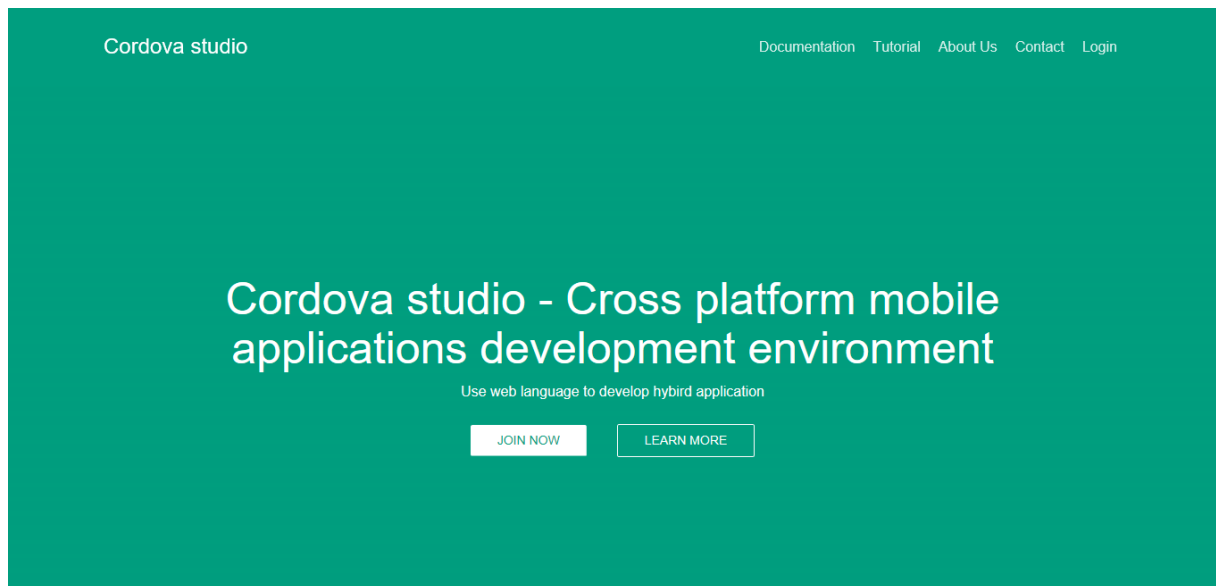 Cordova studio
Documentation Tutorial About Us Contact Login
Cordova studio - Cross platform mobile
applications development environment
Use web language to develop hybird application
JOIN NOW LEARN MORE